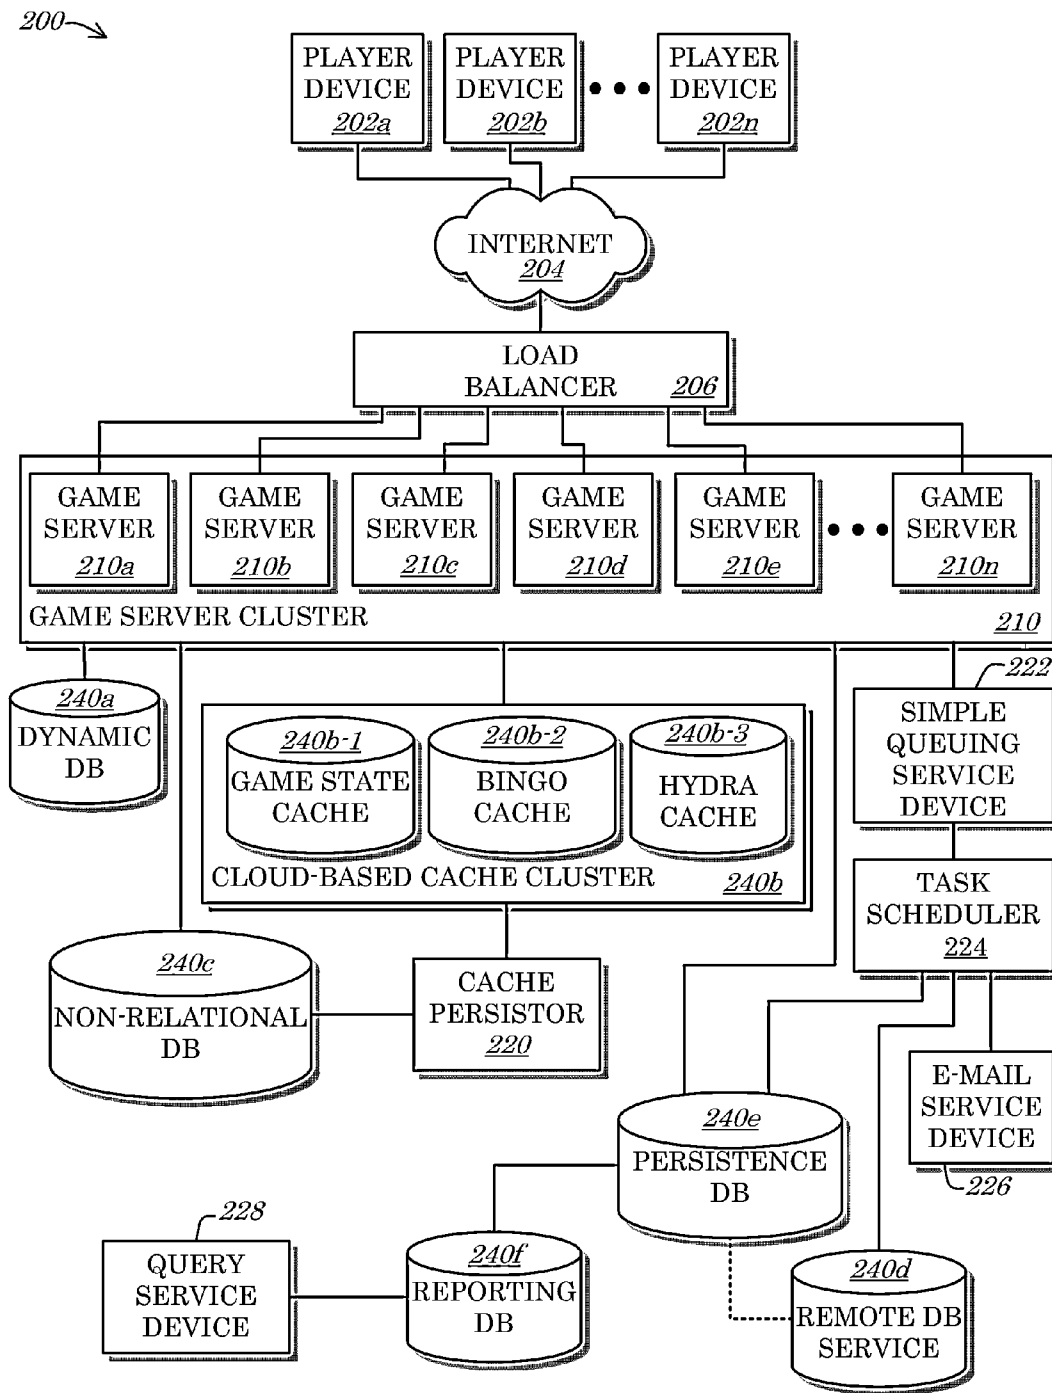 200
PLAYER
DEVICE
202a
PLAYER
DEVICE
202b
PLAYER
DEVICE
202n
INTERNET
204
LOAD
BALANCER
206
GAME
SERVER
210a
GAME
SERVER
210b
GAME
SERVER
210c
GAME
SERVER
210d
GAME
SERVER
210e
GAME
SERVER
210n
GAME SERVER CLUSTER
210
240a
DYNAMIC
DB
240b-1
GAME STATE
CACHE
240b-2
BINGO
CACHE
240b-3
HYDRA
CACHE
CLOUD-BASED CACHE CLUSTER
240b
222
SIMPLE
QUEUING
SERVICE
DEVICE
TASK
SCHEDULER
224
240c
NON-RELATIONAL
DB
CACHE
PERSISTOR
220
E-MAIL
SERVICE
DEVICE
226
240e
PERSISTENCE
DB
228
QUERY
SERVICE
DEVICE
240f
REPORTING
DB
240d
REMOTE DB
SERVICE